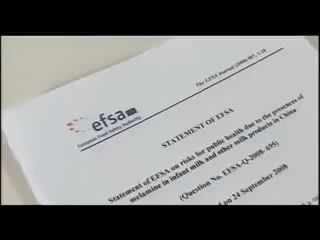 The EFSA Journal (2008) 807, 1-10
efsa
European Food Safety Authority
STATEMENT OF EFSA
Statement of EFSA on risks for public health due to the presences of
melamine in infant milk and other milk products in China
(Question No. EFSA-Q-2008-695)
on 24 September 2008